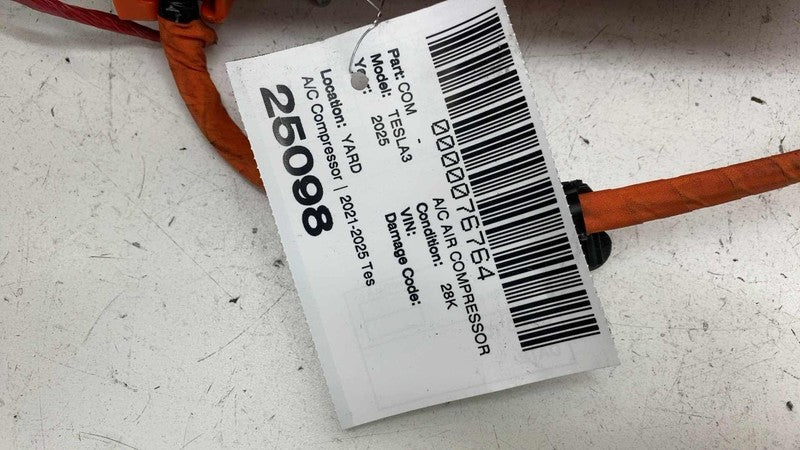 0000076764
Part: COM - A/C AIR COMPRESSOR
Model: TESLA3 Condition: 28K
Year: 2025 VIN:
Damage Code:
Location: YARD
A/C Compressor | 2021-2025 Tes
25098